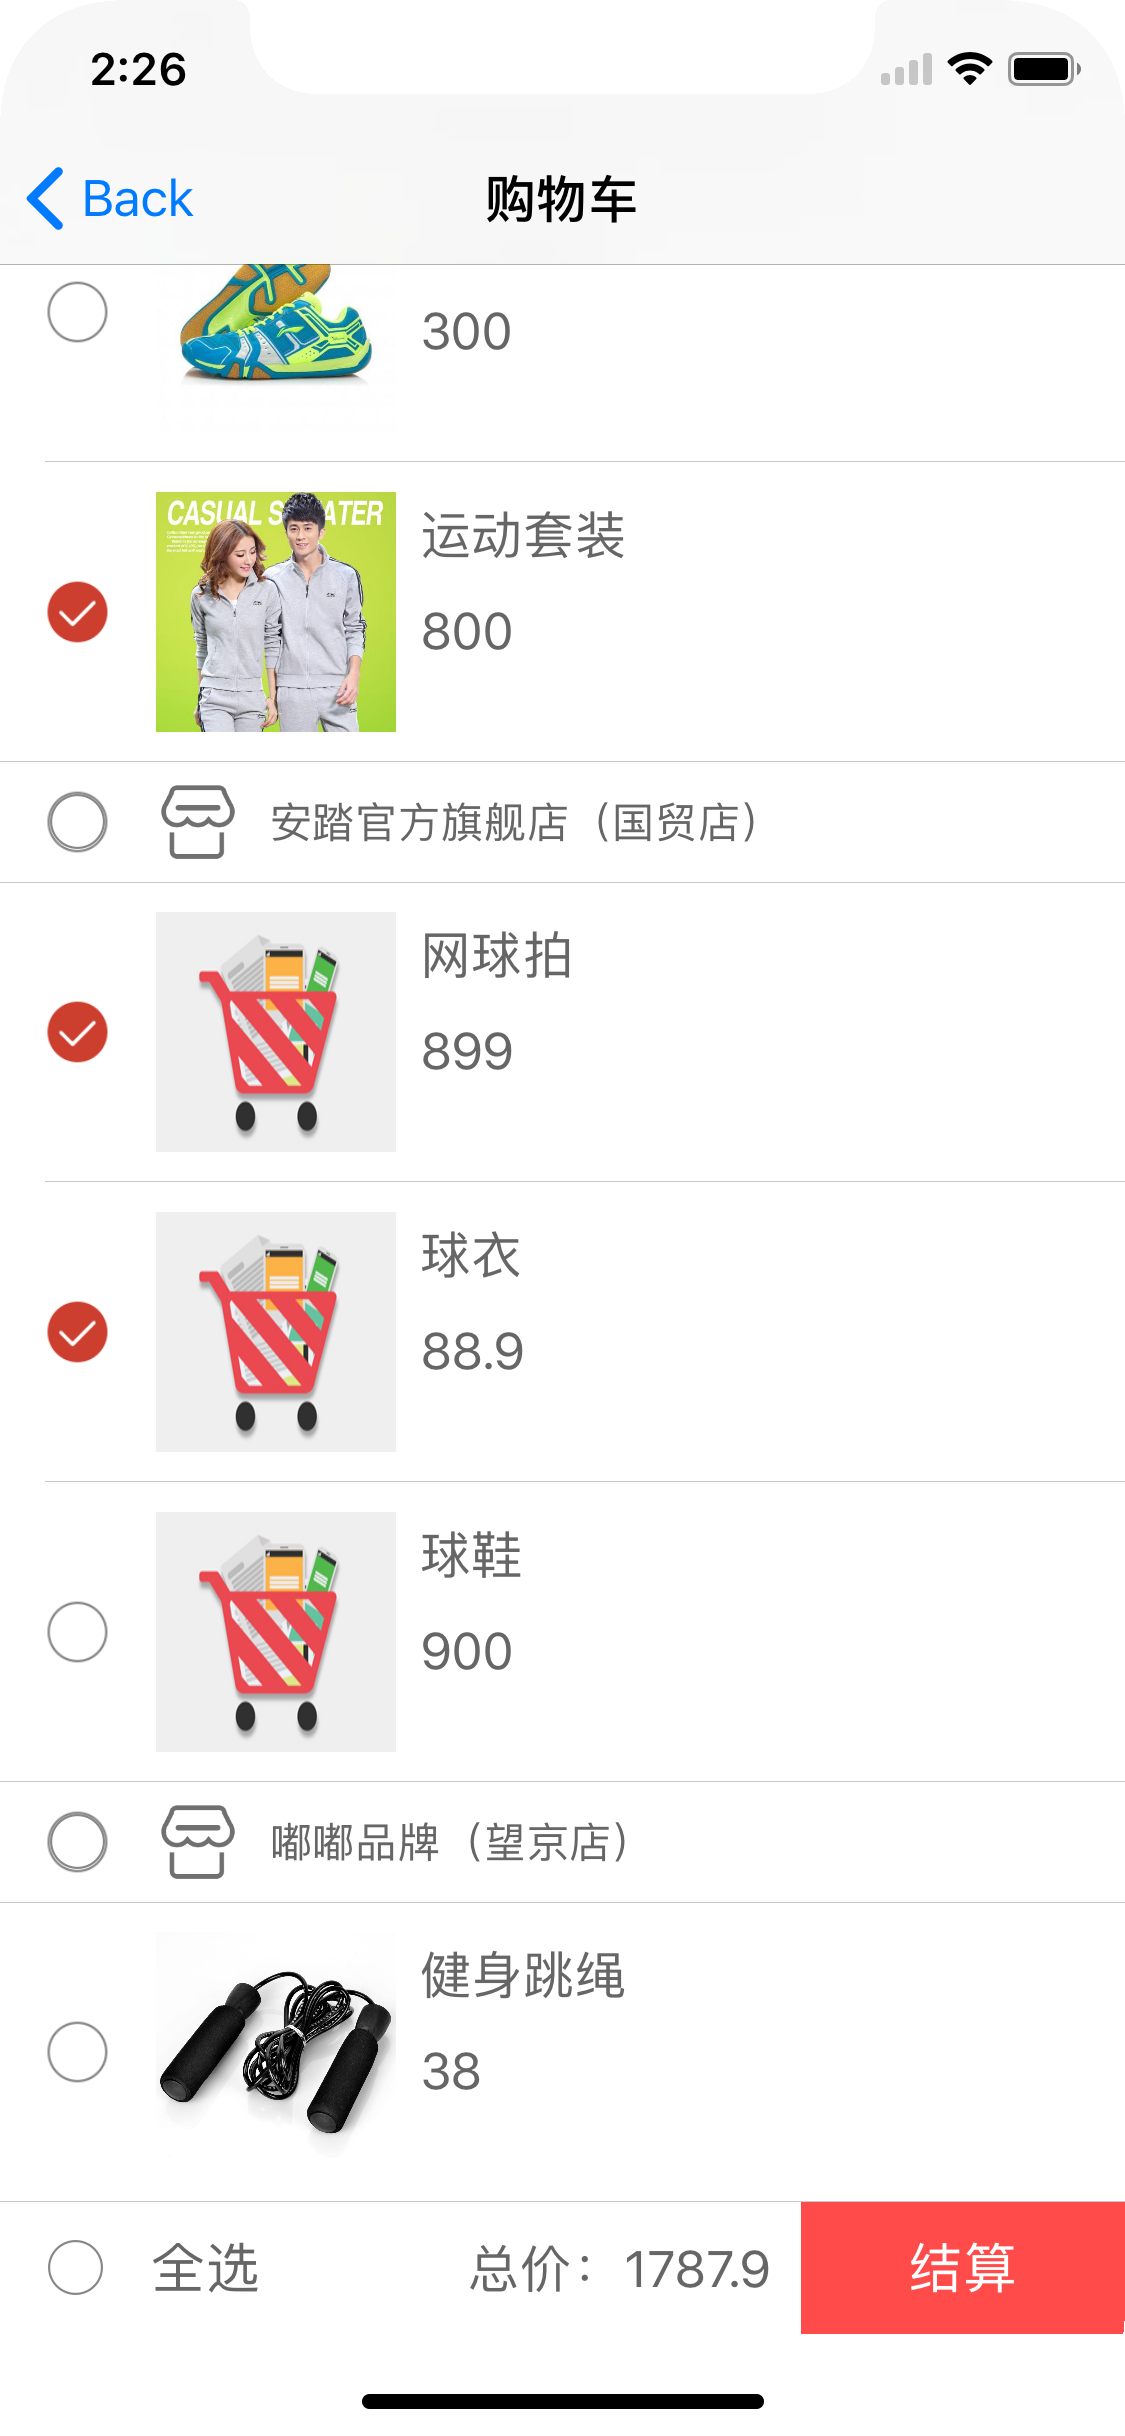 2:26
Back
购物车
300
CASUAL S ATER
运动套装
800
安踏官方旗舰店（国贸店）
网球拍
899
球衣
88.9
球鞋
900
嘟嘟品牌（望京店）
健身跳绳
38
全选
总价：1787.9
结算